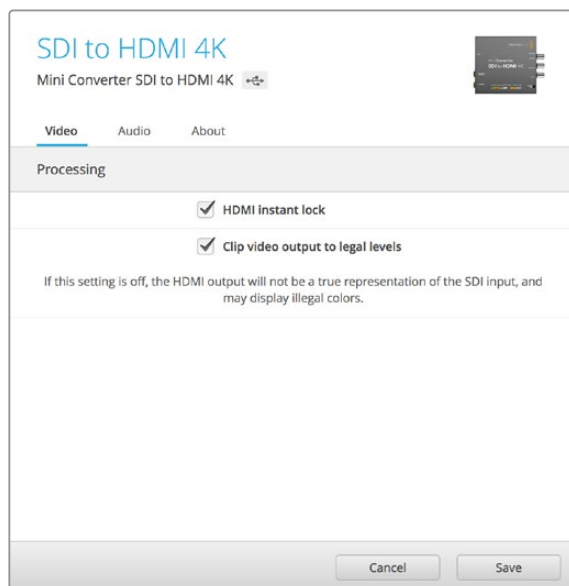 SDI to HDMI 4K
Mini Converter SDI to HDMI 4K
Video Audio About
Processing
HDMI instant lock
Clip video output to legal levels
If this setting is off, the HDMI output will not be a true representation of the SDI input, and
may display illegal colors.
Cancel Save